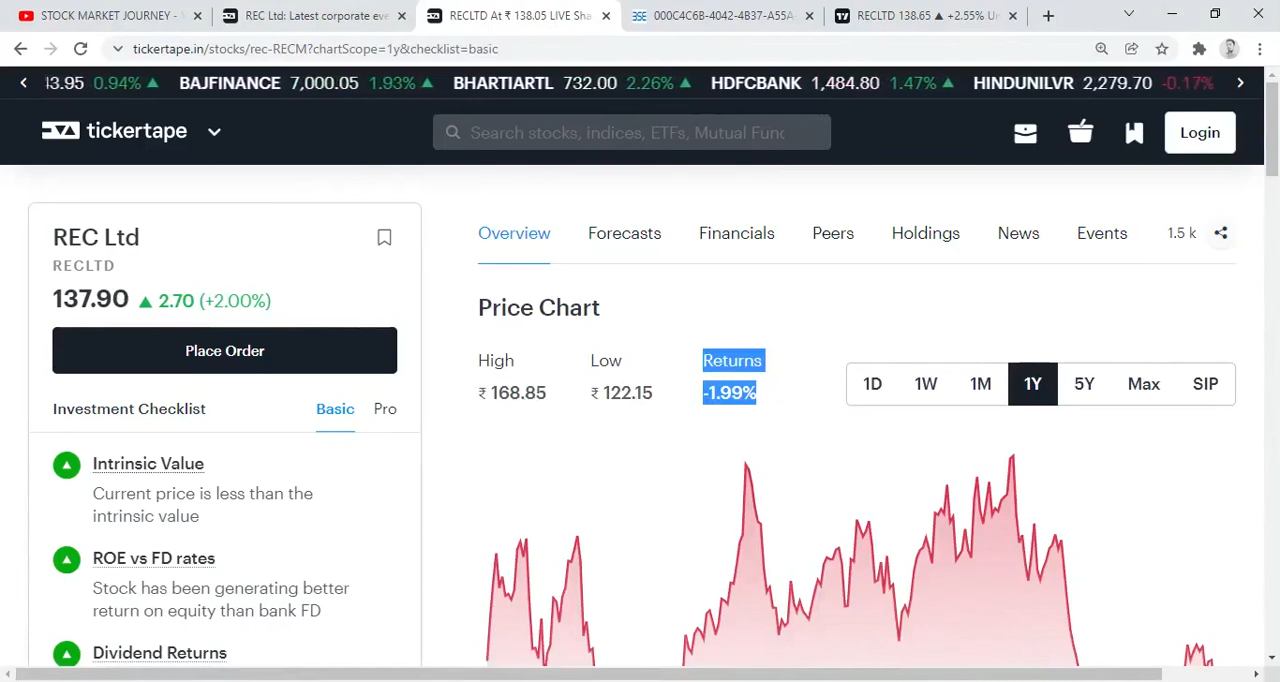 STOCK MARKET JOURNEY -
REC Ltd: Latest corporate eve
RECLTD At ₹ 138.05 LIVE Sha
000C4C6B-4042-4B37-A55A-
RECLTD 138.65 ▲ +2.55% Un
tickertape.in/stocks/rec-RECM?chartScope=1y&checklist=basic
3.95 0.94% ▲ BAJFINANCE 7,000.05 1.93% ▲ BHARTIARTL 732.00 2.26% ▲ HDFCBANK 1,484.80 1.47% ▲ HINDUNILVR 2,279.70 -0.17%
tickertape
Search stocks, indices, ETFs, Mutual Func
Login
REC Ltd
RECLTD
137.90 ▲ 2.70 (+2.00%)
Place Order
Investment Checklist Basic Pro
Intrinsic Value
Current price is less than the
intrinsic value
ROE vs FD rates
Stock has been generating better
return on equity than bank FD
Dividend Returns
Overview Forecasts Financials Peers Holdings News Events 1.5 k
Price Chart
High Low Returns
₹ 168.85 ₹ 122.15 -1.99%
1D 1W 1M 1Y 5Y Max SIP